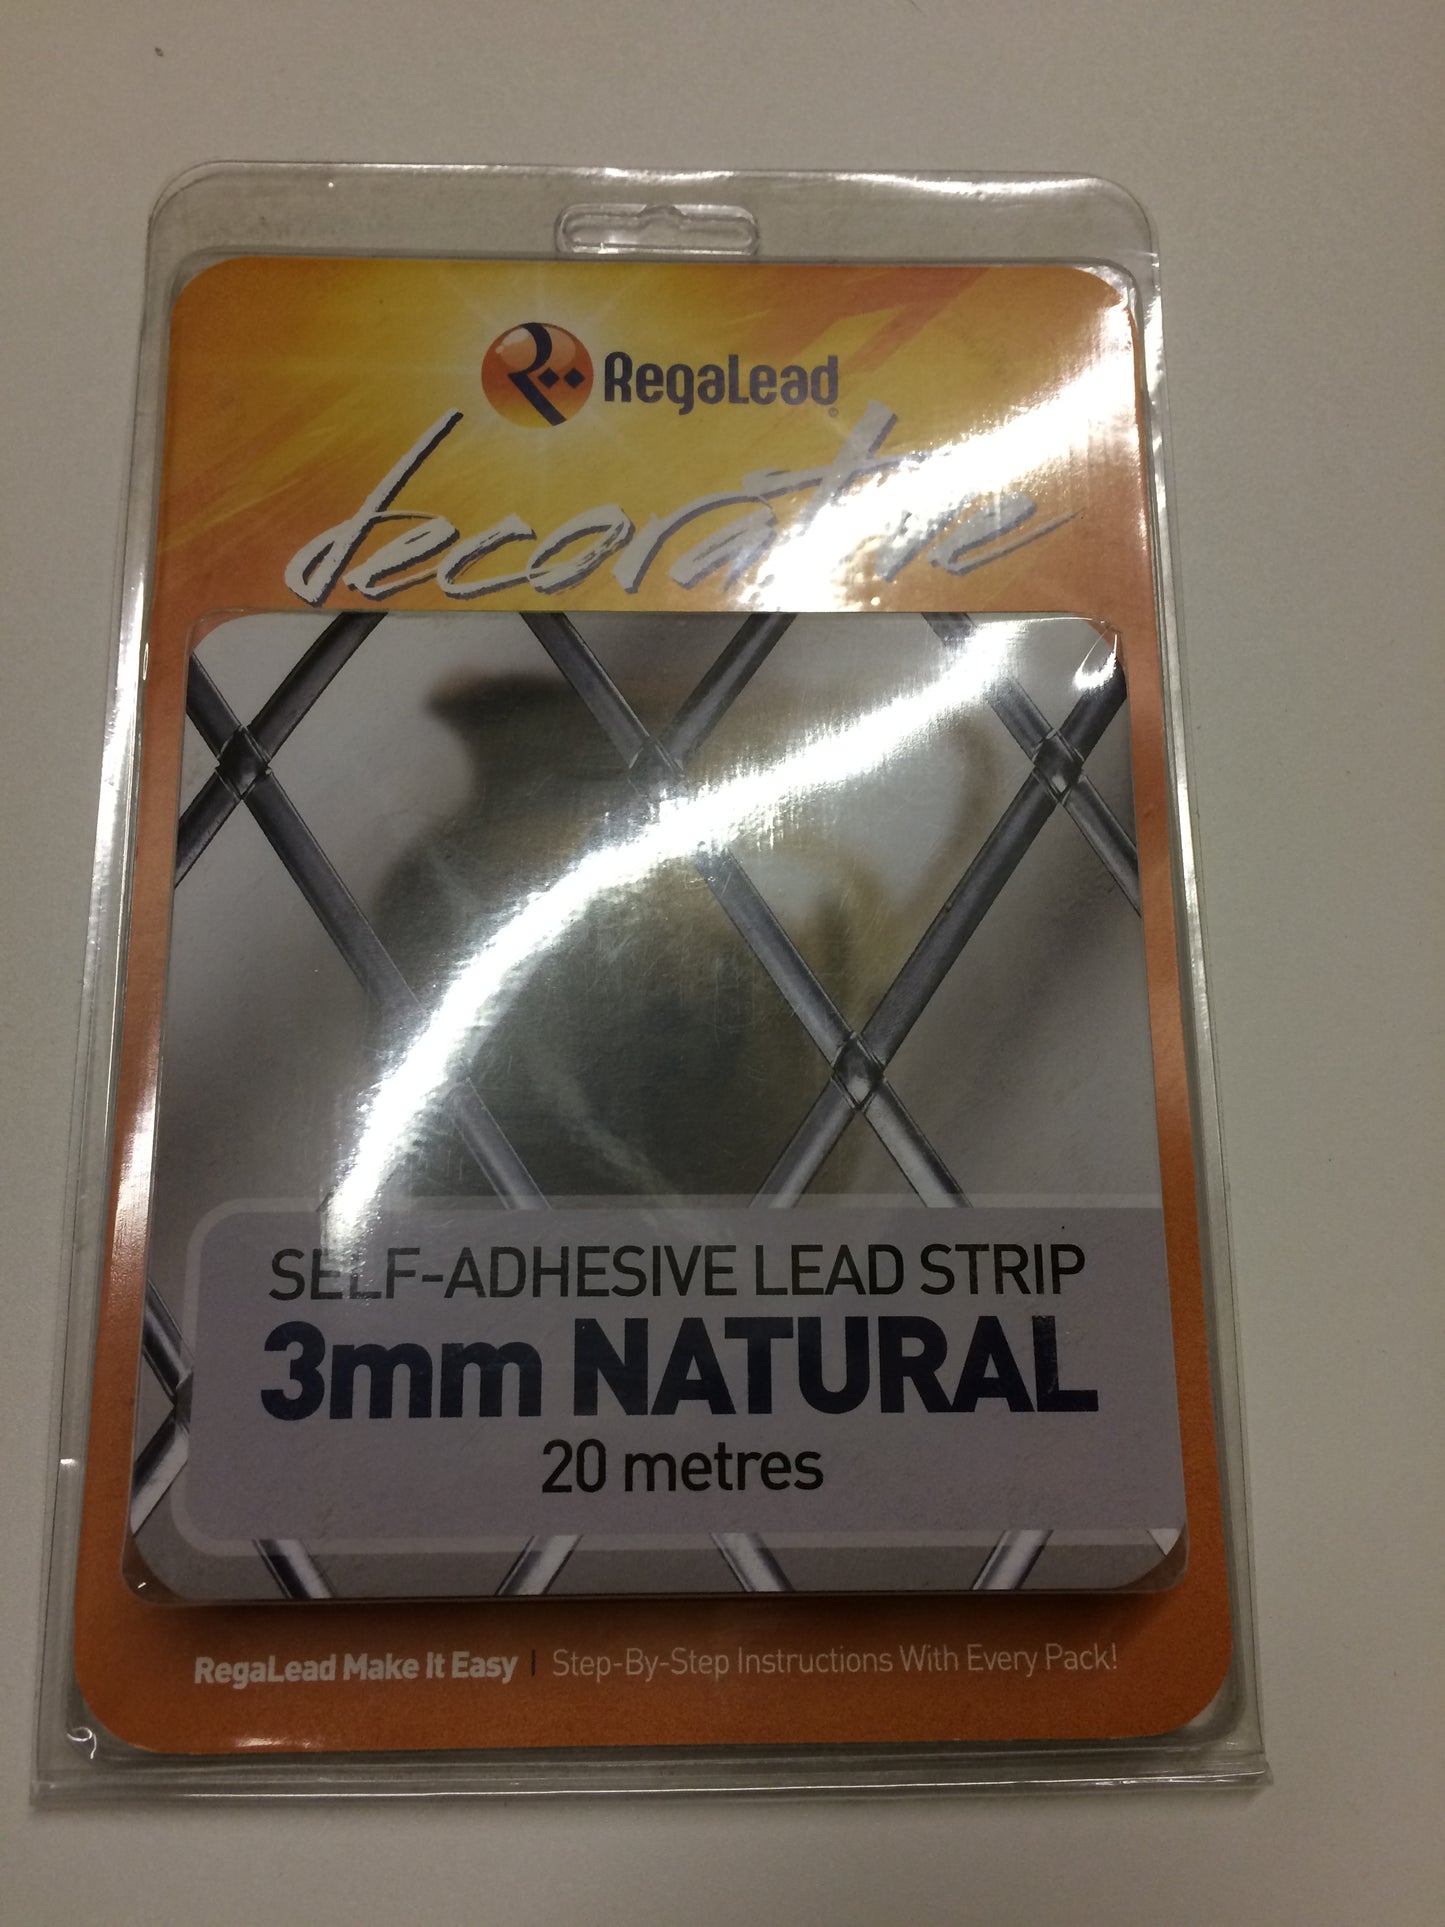 RegaLead
decorative
SELF-ADHESIVE LEAD STRIP
3mm NATURAL
20 metres
RegaLead Make It Easy | Step-By-Step Instructions With Every Pack!